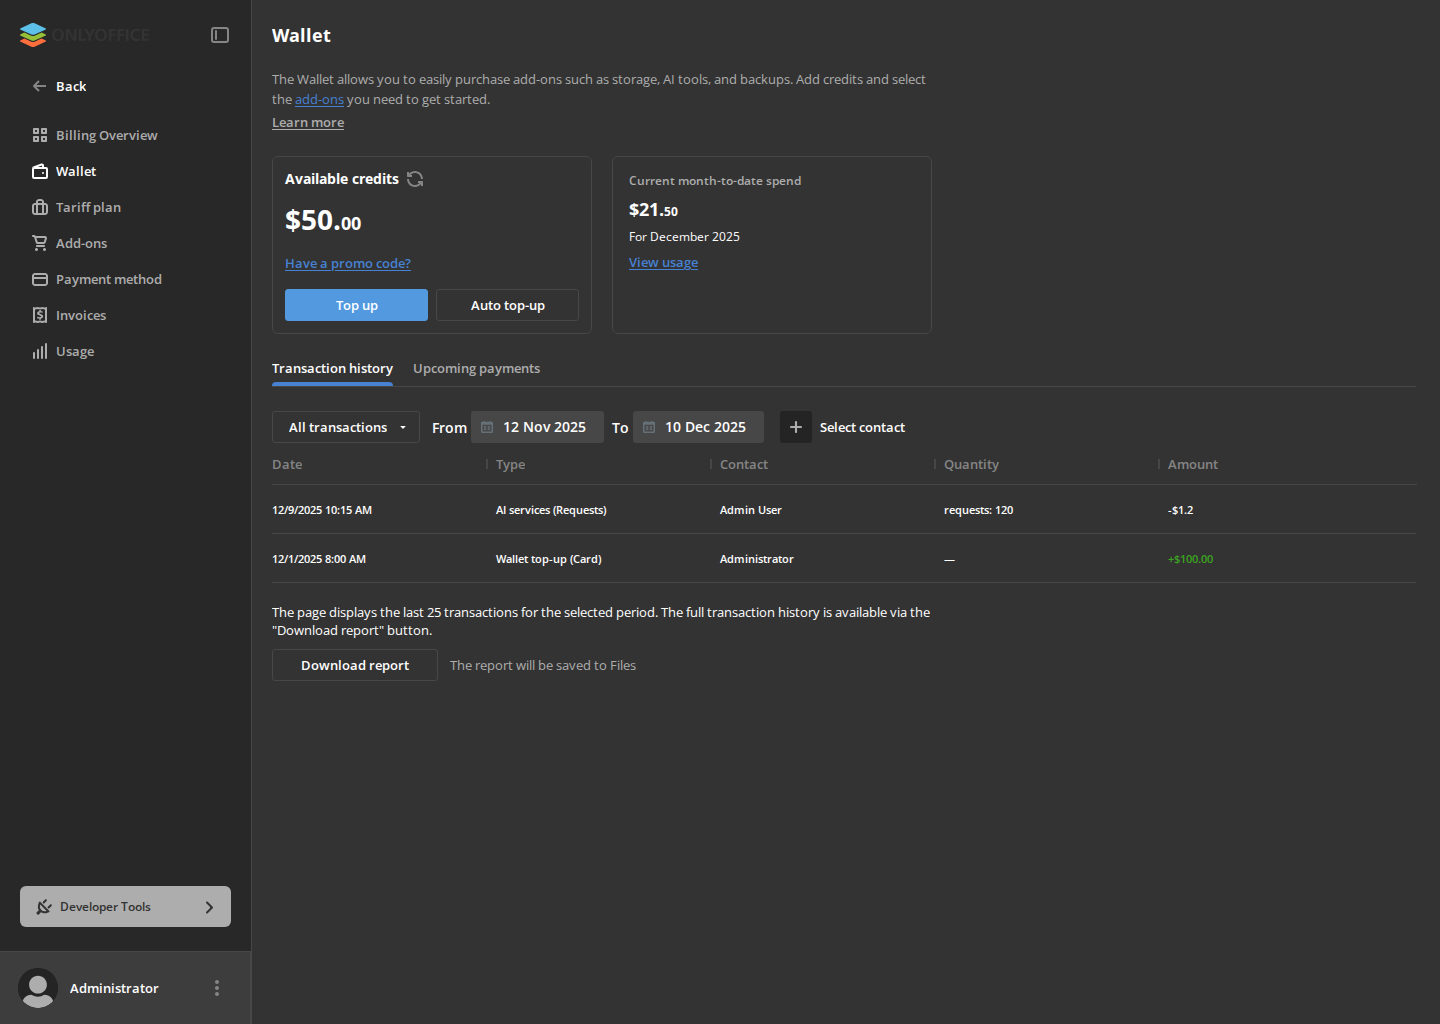 ONLYOFFICE
Back
Billing Overview
Wallet
Tariff plan
Add-ons
Payment method
Invoices
Usage
Developer Tools
Administrator
Wallet
The Wallet allows you to easily purchase add-ons such as storage, AI tools, and backups. Add credits and select
the add-ons you need to get started.
Learn more
Available credits
$50.00
Have a promo code?
Top up Auto top-up
Current month-to-date spend
$21.50
For December 2025
View usage
Transaction history Upcoming payments
All transactions From 12 Nov 2025 To 10 Dec 2025 Select contact
Date Type Contact Quantity Amount
12/9/2025 10:15 AM AI services (Requests) Admin User requests: 120 -$1.2
12/1/2025 8:00 AM Wallet top-up (Card) Administrator — +$100.00
The page displays the last 25 transactions for the selected period. The full transaction history is available via the
"Download report" button.
Download report The report will be saved to Files